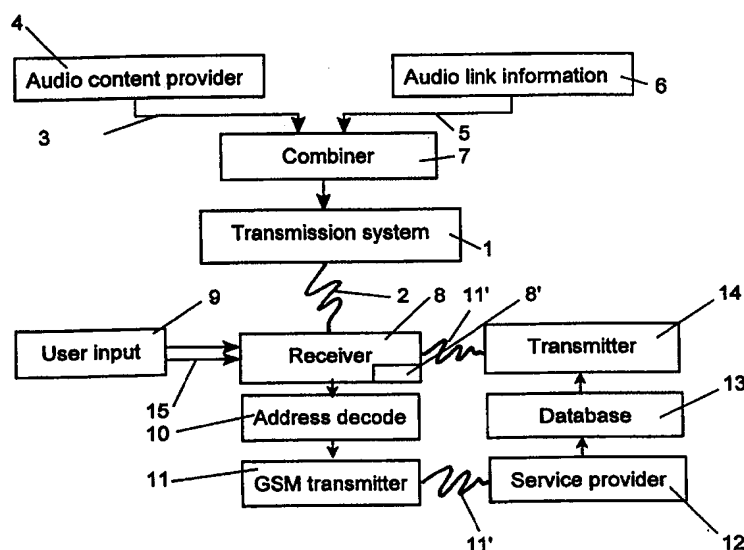 4
Audio content provider
Audio link information
6
3
5
Combiner
7
Transmission system
1
9
2
8
11'
8'
14
User input
Receiver
Transmitter
15
13
Address decode
Database
10
11
GSM transmitter
Service provider
11'
12